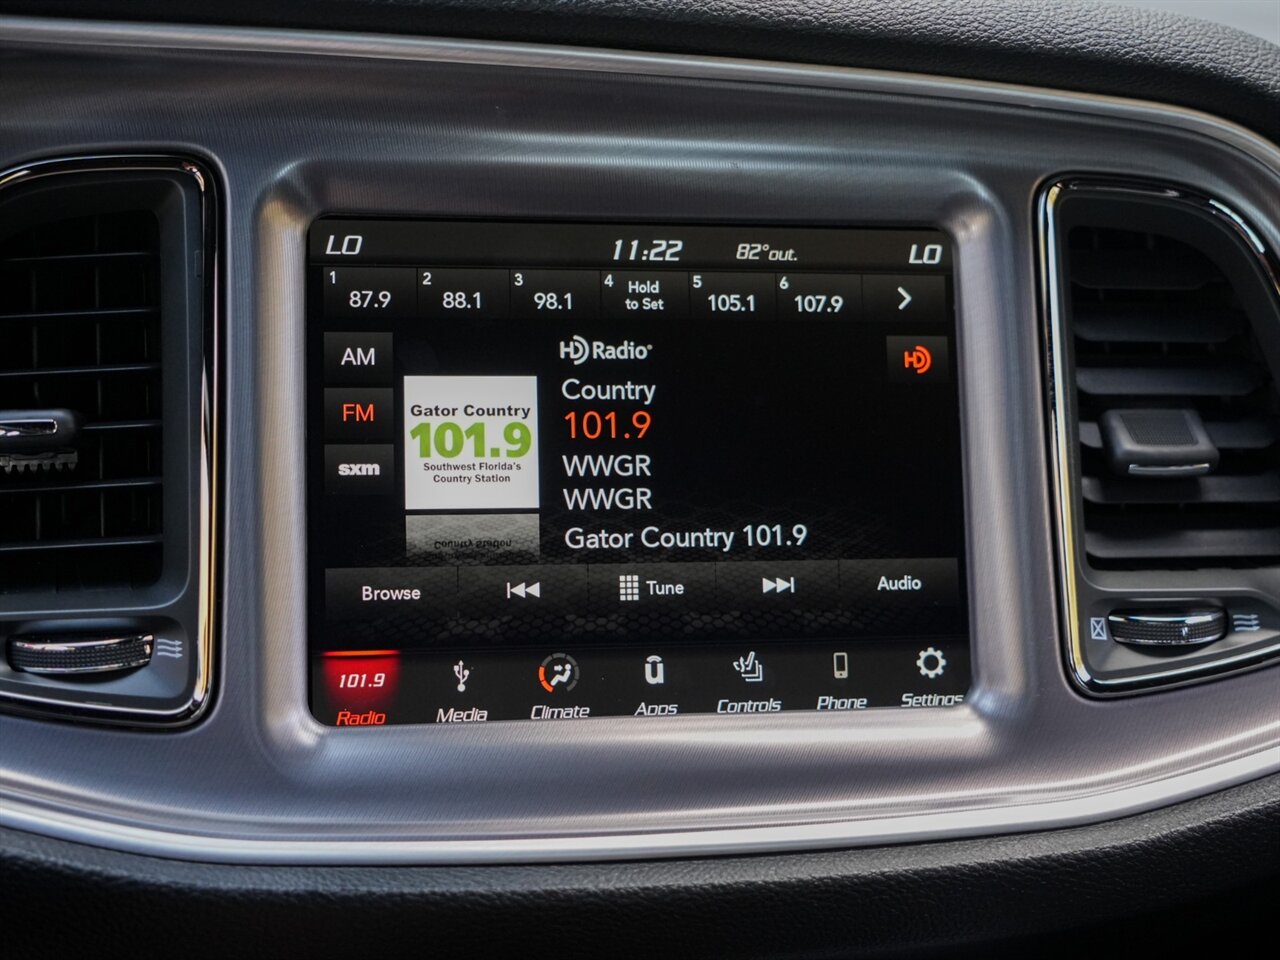 LO 11:22 82°out. LO
1 87.9 2 88.1 3 98.1 4 Hold to Set 5 105.1 6 107.9
AM
FM
sxm
Gator Country
101.9
Southwest Florida's
Country Station
Country Station
HD Radio®
HD
Country
101.9
WWGR
WWGR
Gator Country 101.9
Browse Tune Audio
101.9
Radio Media Climate Apps Controls Phone Settings